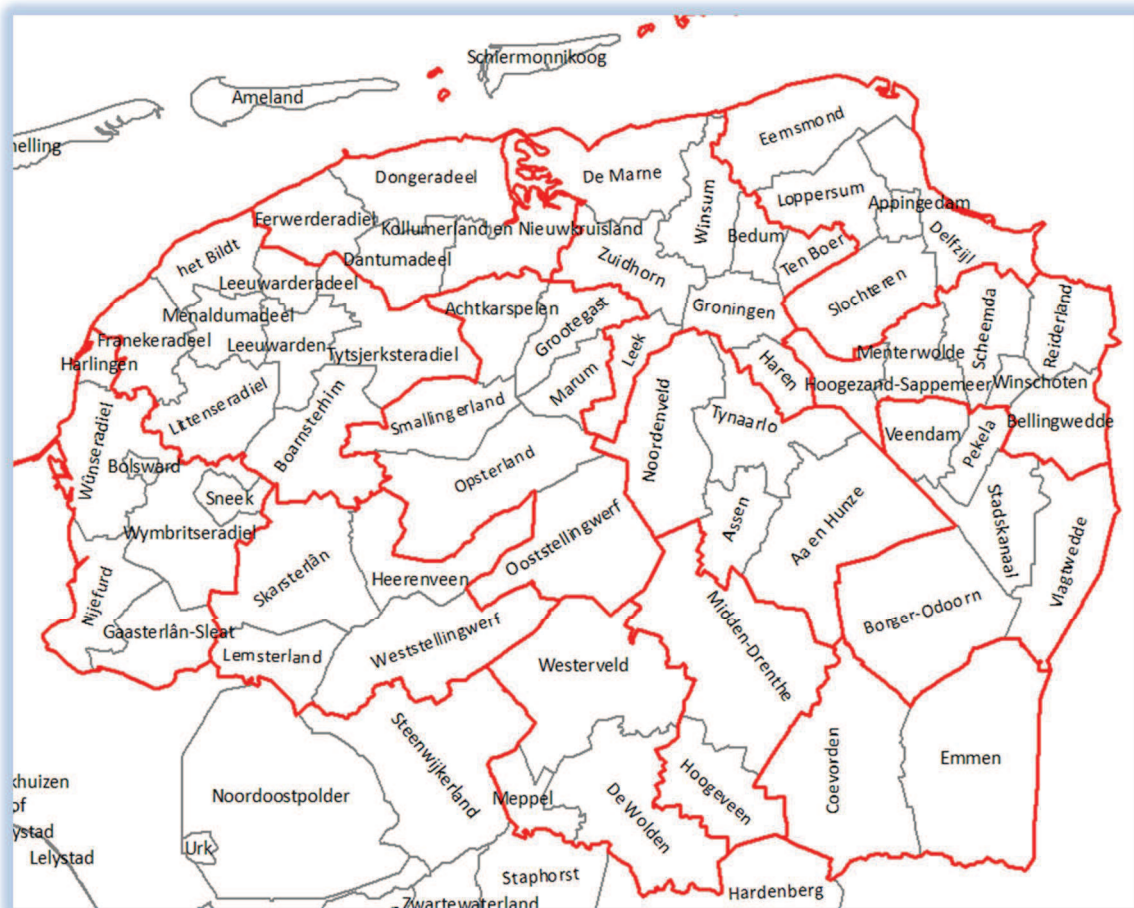 Schiermonnikoog
Ameland
nelling
Eemsmond
Dongeradeel
De Marne
Loppersum
Appingedam
Winsum
Ferwerderadiel
Kollumerland en Nieuwkruisland
Bedum
Ten Boer
Delfzijl
het Bildt
Dantumadeel
Zuidhorn
Leeuwarderadeel
Slochteren
Achtkarspelen
Groningen
Menaldumadeel
Grootegast
Scheemda
Reiderland
Franekeradeel
Leeuwarden
Tytsjerksteradiel
Leek
Menterwolde
Harlingen
Marum
Haren
Hoogezand-Sappemeer
Winschoten
Littenseradiel
Smallingerland
Tynaarlo
Bellingwedde
Wûnseradiel
Boarnsterhim
Noordenveld
Veendam
Pekela
Bolsward
Opsterland
Sneek
Assen
Aa en Hunze
Stadskanaal
Wymbritseradiel
Ooststellingwerf
Vlagtwedde
Skarsterlân
Heerenveen
Nijefurd
Borger-Odoorn
Gaasterlân-Sleat
Weststellingwerf
Midden-Drenthe
Lemsterland
Westerveld
Steenwijkerland
Coevorden
Emmen
khuizen
Noordoostpolder
Hoogeveen
Meppel
De Wolden
of
ystad
Urk
Lelystad
Staphorst
Hardenberg
Zwartewaterland